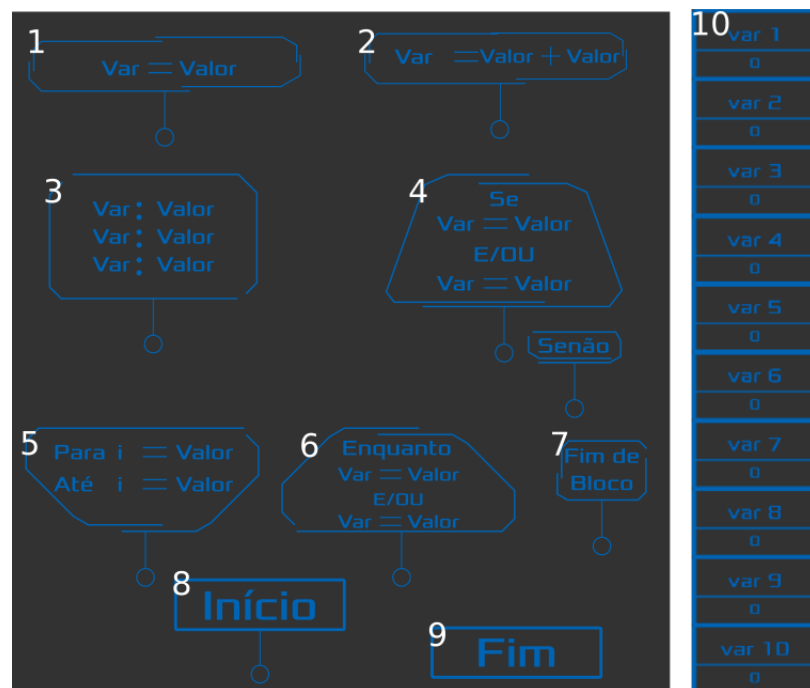 1
Var = Valor
2
Var = Valor + Valor
3
Var : Valor
Var : Valor
Var : Valor
4
Se
Var = Valor
E/OU
Var = Valor
Senão
5
Para i = Valor
Até i = Valor
6
Enquanto
Var = Valor
E/OU
Var = Valor
7
Fim de
Bloco
8
Início
9
Fim
10
var 1
0
var 2
0
var 3
0
var 4
0
var 5
0
var 6
0
var 7
0
var 8
0
var 9
0
var 10
0